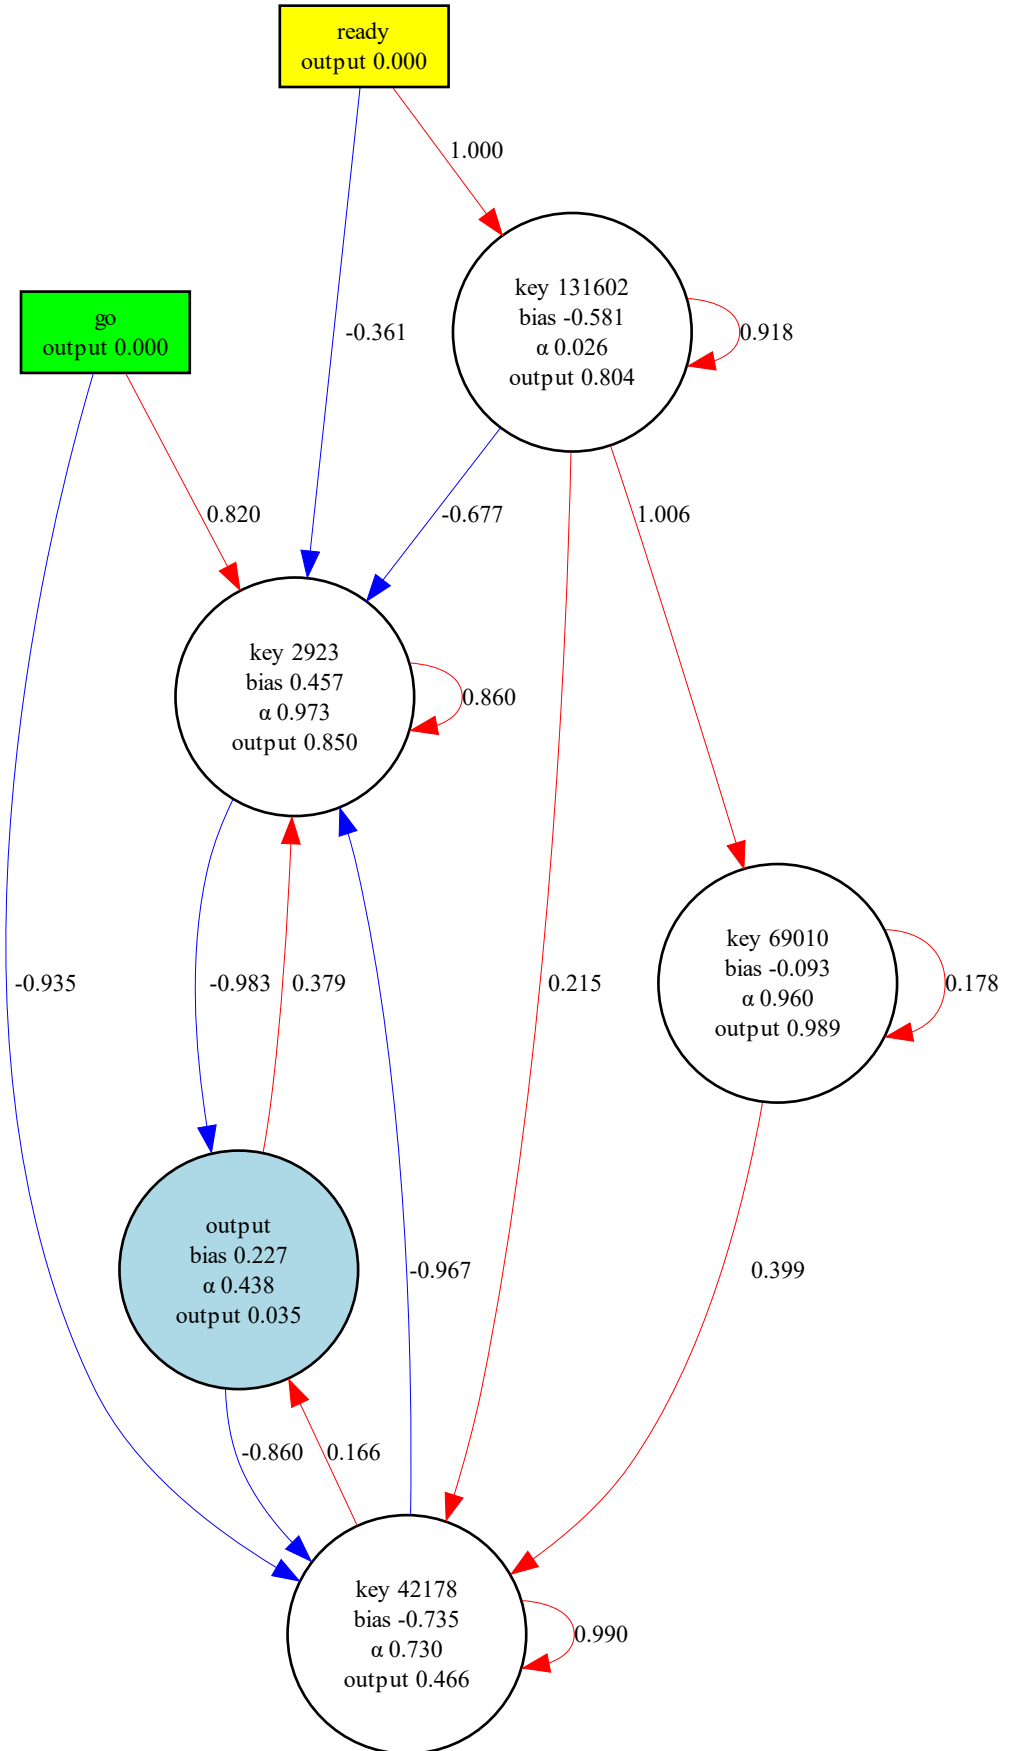 ready
output 0.000
1.000
key 131602
bias -0.581
α 0.026
output 0.804
0.918
go
output 0.000
-0.361
0.820
-0.677
1.006
key 2923
bias 0.457
α 0.973
output 0.850
0.860
key 69010
bias -0.093
α 0.960
output 0.989
0.178
-0.935
-0.983
0.379
0.215
output
bias 0.227
α 0.438
output 0.035
-0.967
0.399
-0.860
0.166
key 42178
bias -0.735
α 0.730
output 0.466
0.990